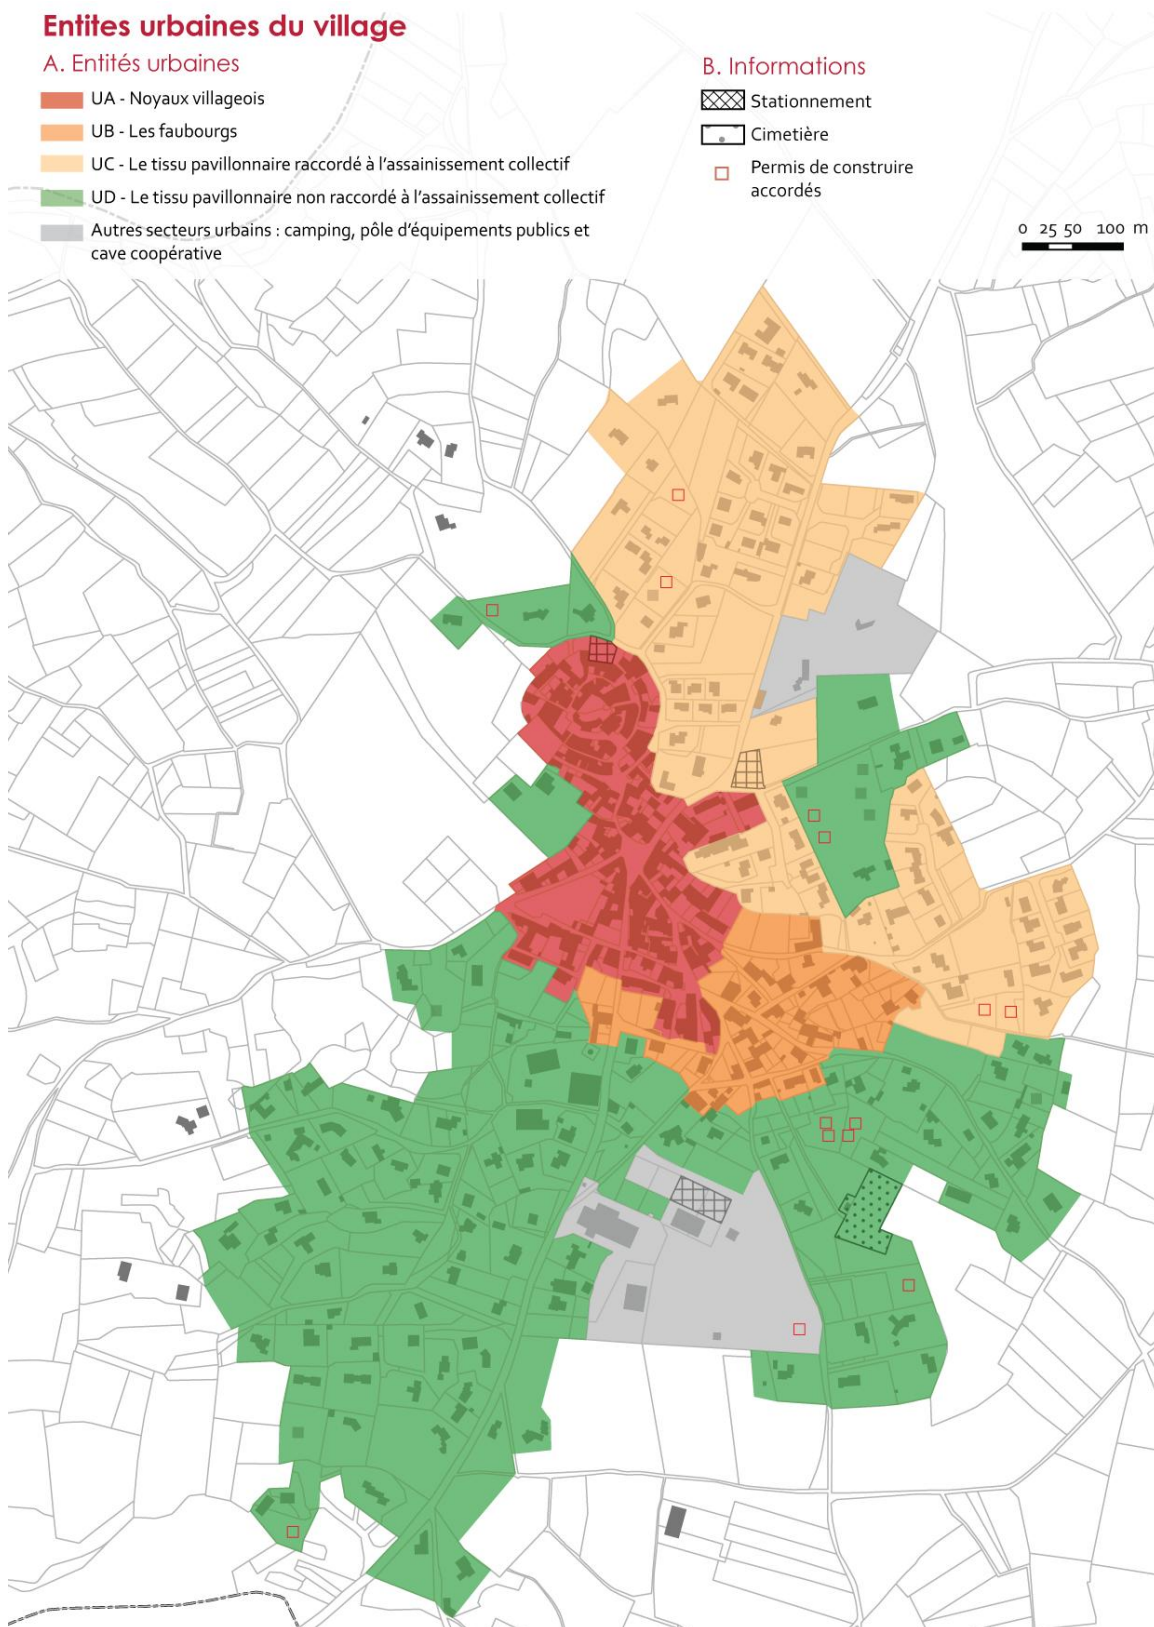 Entites urbaines du village
A. Entités urbaines
UA - Noyaux villageois
UB - Les faubourgs
UC - Le tissu pavillonnaire raccordé à l'assainissement collectif
UD - Le tissu pavillonnaire non raccordé à l'assainissement collectif
Autres secteurs urbains : camping, pôle d'équipements publics et
cave coopérative
B. Informations
Stationnement
Cimetière
Permis de construire
accordés
0 25 50 100 m